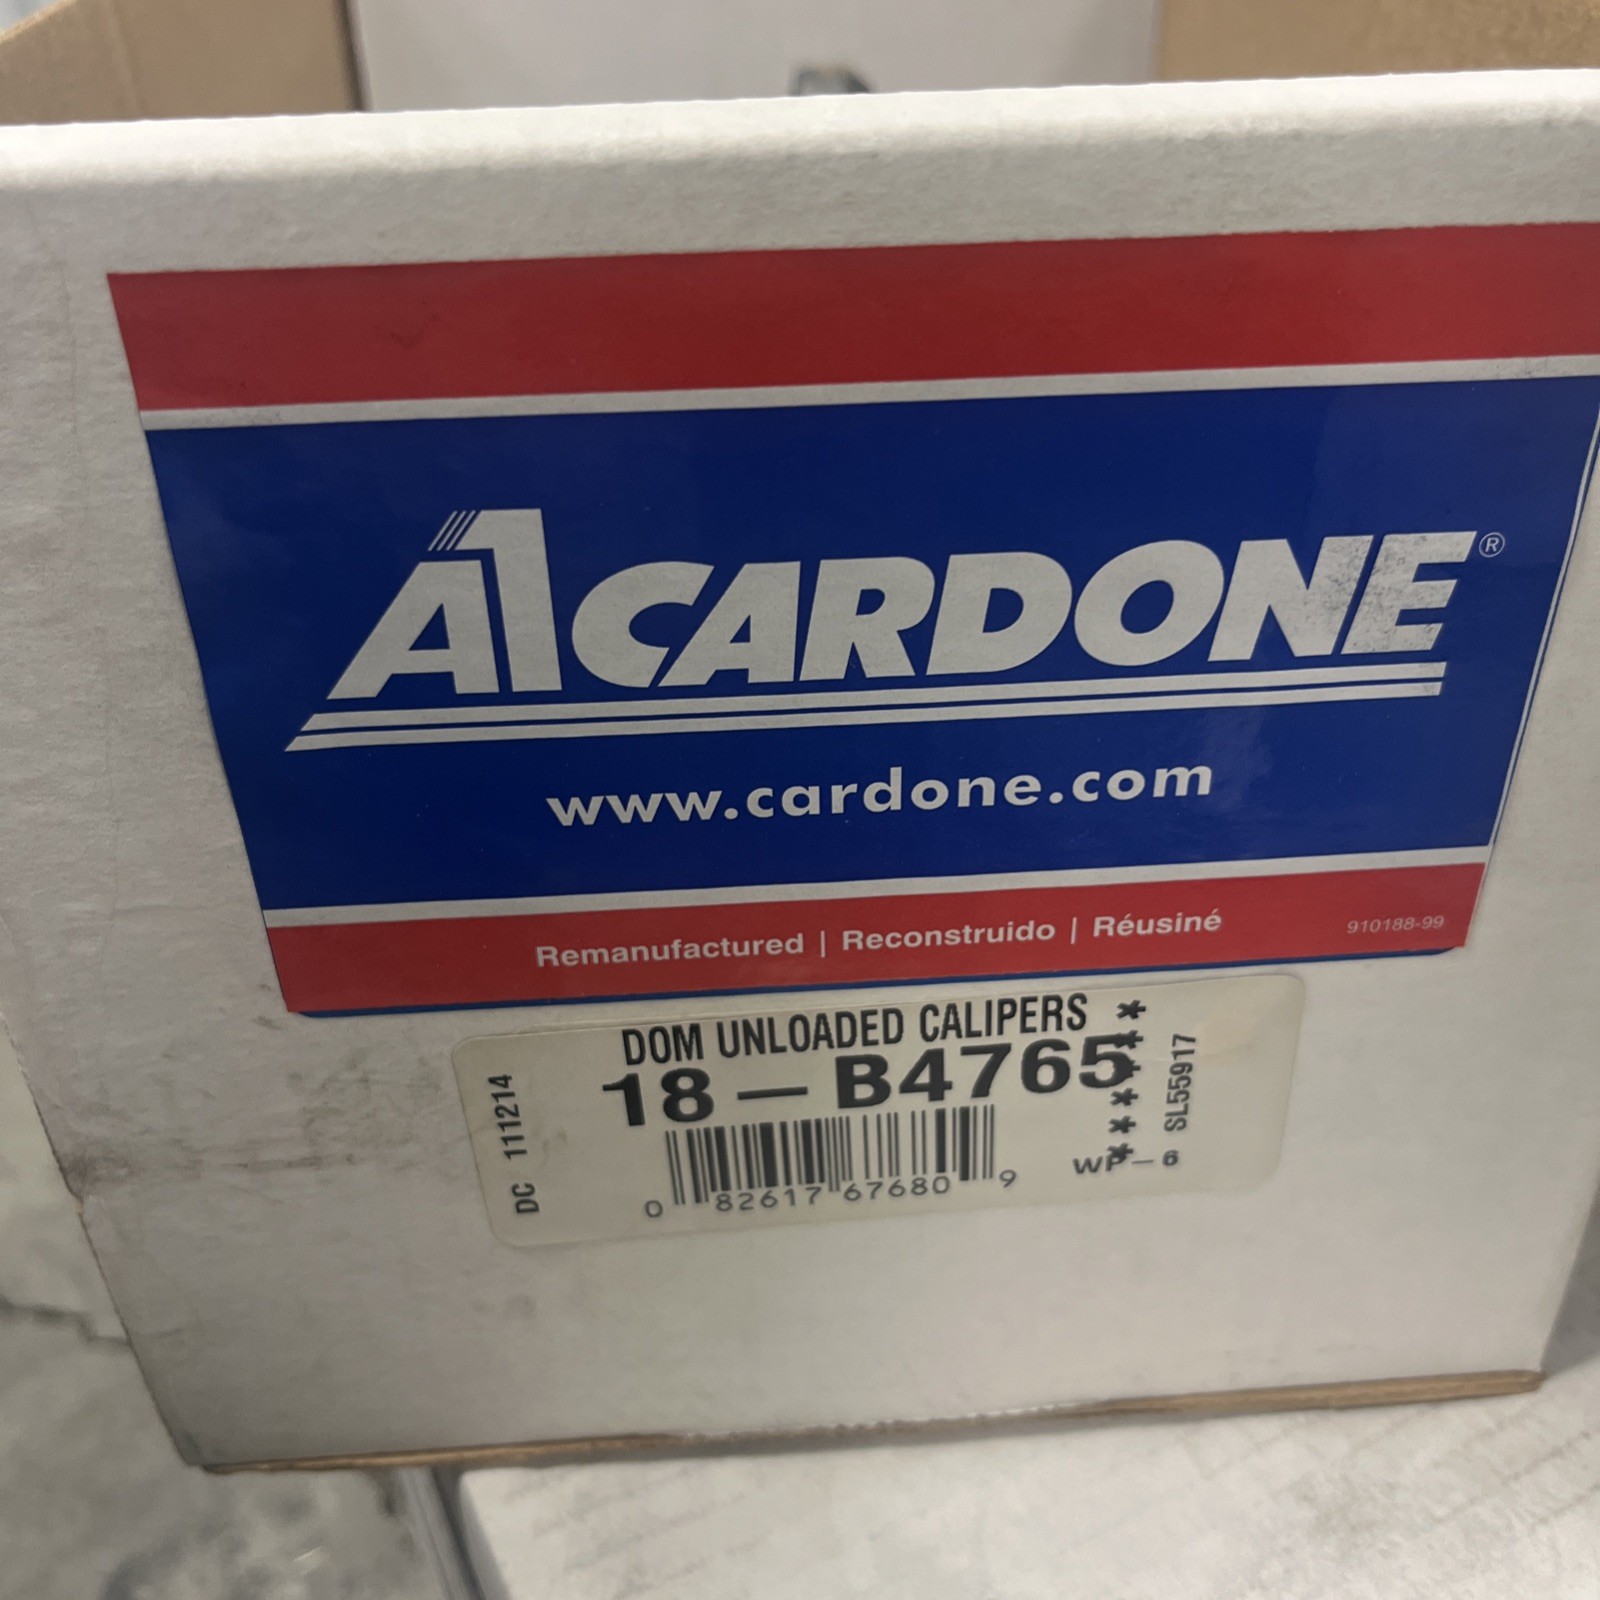 A1CARDONE®
www.cardone.com
Remanufactured | Reconstruido | Réusiné
910188-99
DOM UNLOADED CALIPERS
18-B4765
******
DC 111214
SL55917
0 82617 67680 9
WP-6